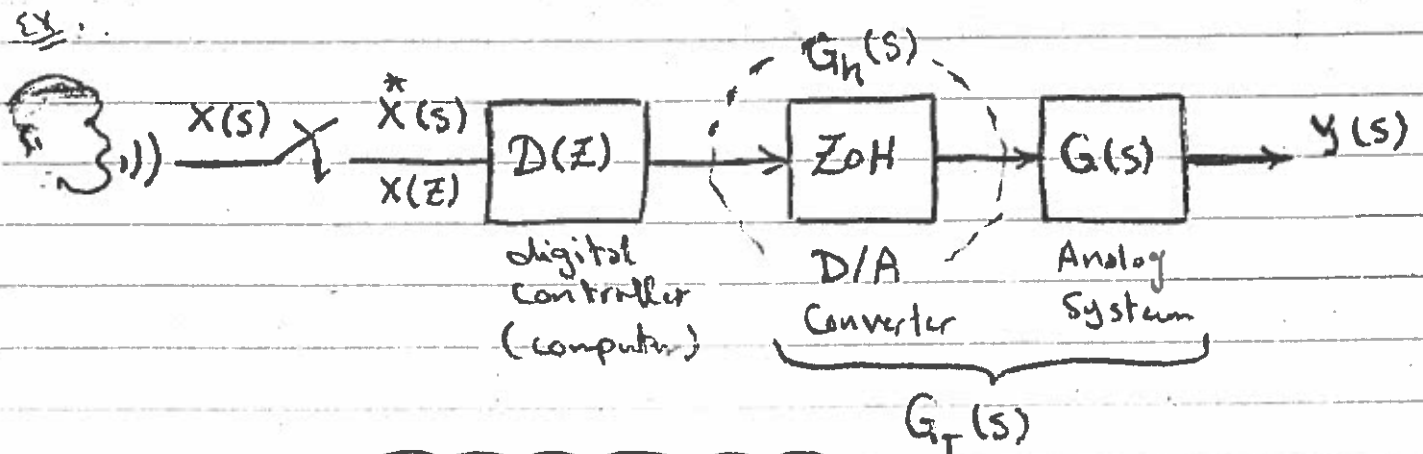 Ex.:
X(s) X*(s) D(z) Gh(s) ZoH G(s) y(s)
X(z)
digital controller (computer)
D/A Converter
Analog System
GT(s)